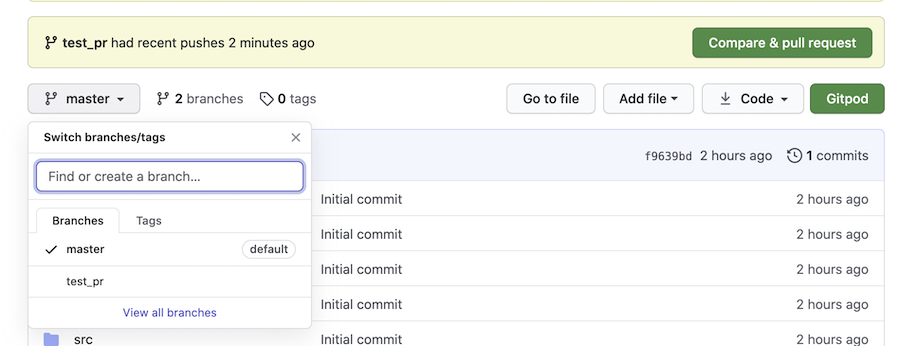 test_pr had recent pushes 2 minutes ago
Compare & pull request
master
2 branches
0 tags
Go to file
Add file
Code
Gitpod
Switch branches/tags
Find or create a branch...
Branches
Tags
master
default
test_pr
View all branches
f9639bd 2 hours ago
1 commits
Initial commit
2 hours ago
Initial commit
2 hours ago
Initial commit
2 hours ago
Initial commit
2 hours ago
src
Initial commit
2 hours ago